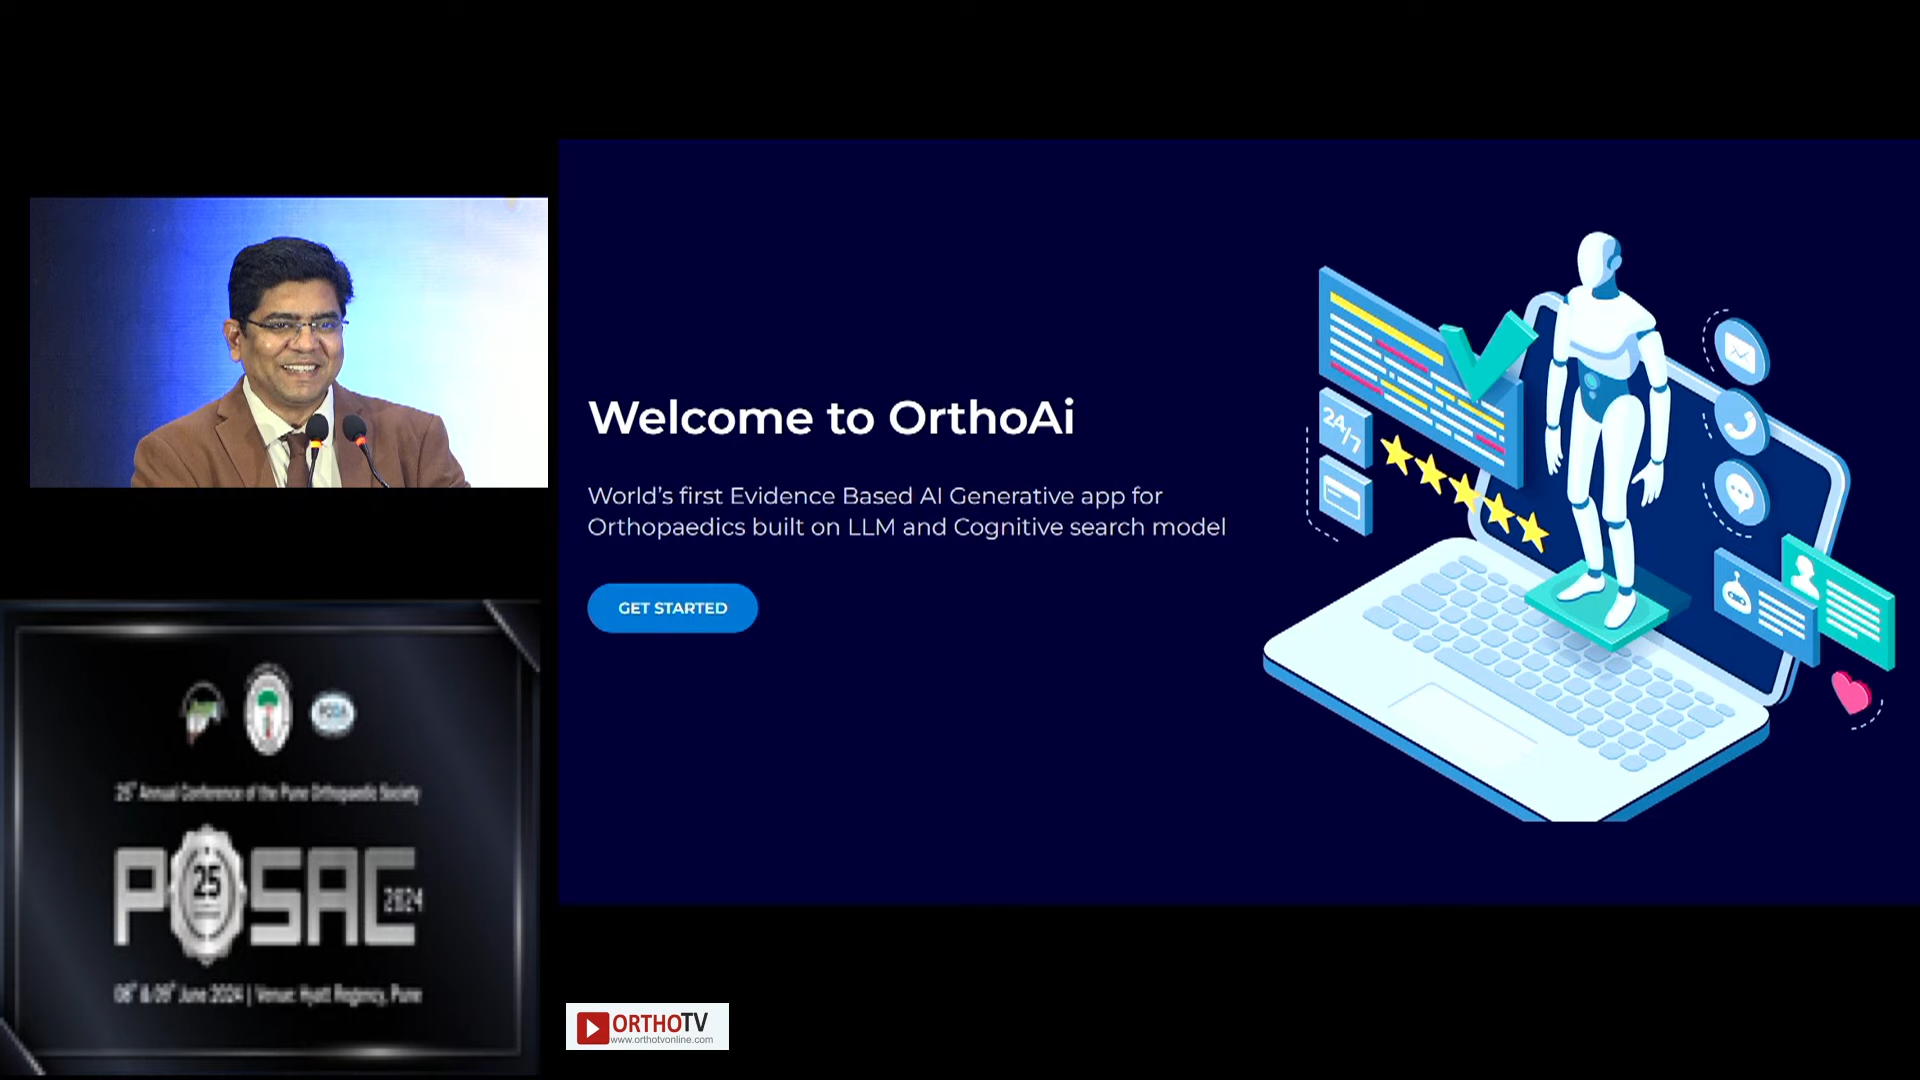 Welcome to OrthoAi
World's first Evidence Based AI Generative app for
Orthopaedics built on LLM and Cognitive search model
GET STARTED
24/7
25th Annual Conference of the Pune Orthopaedic Society
POSAC
25
2024
08th & 09th June 2024 | Venue: Hyatt Regency, Pune
ORTHOTV
www.orthotvonline.com